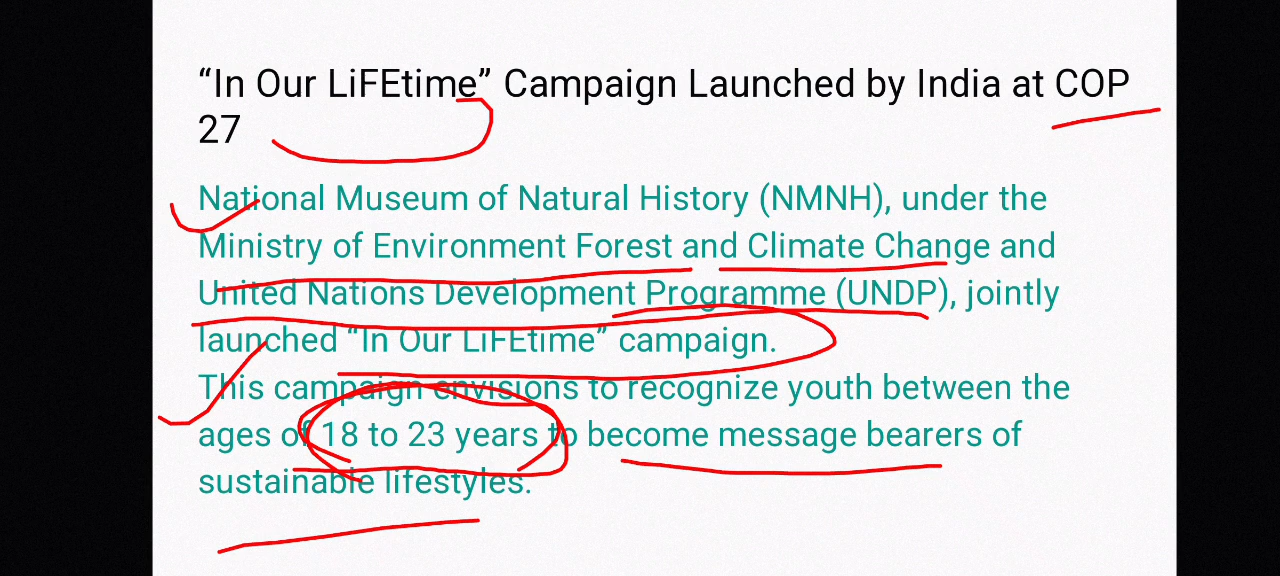 “In Our LiFEtime” Campaign Launched by India at COP
27
National Museum of Natural History (NMNH), under the
Ministry of Environment Forest and Climate Change and
United Nations Development Programme (UNDP), jointly
launched “In Our LiFEtime” campaign.
This campaign envisions to recognize youth between the
ages of 18 to 23 years to become message bearers of
sustainable lifestyles.